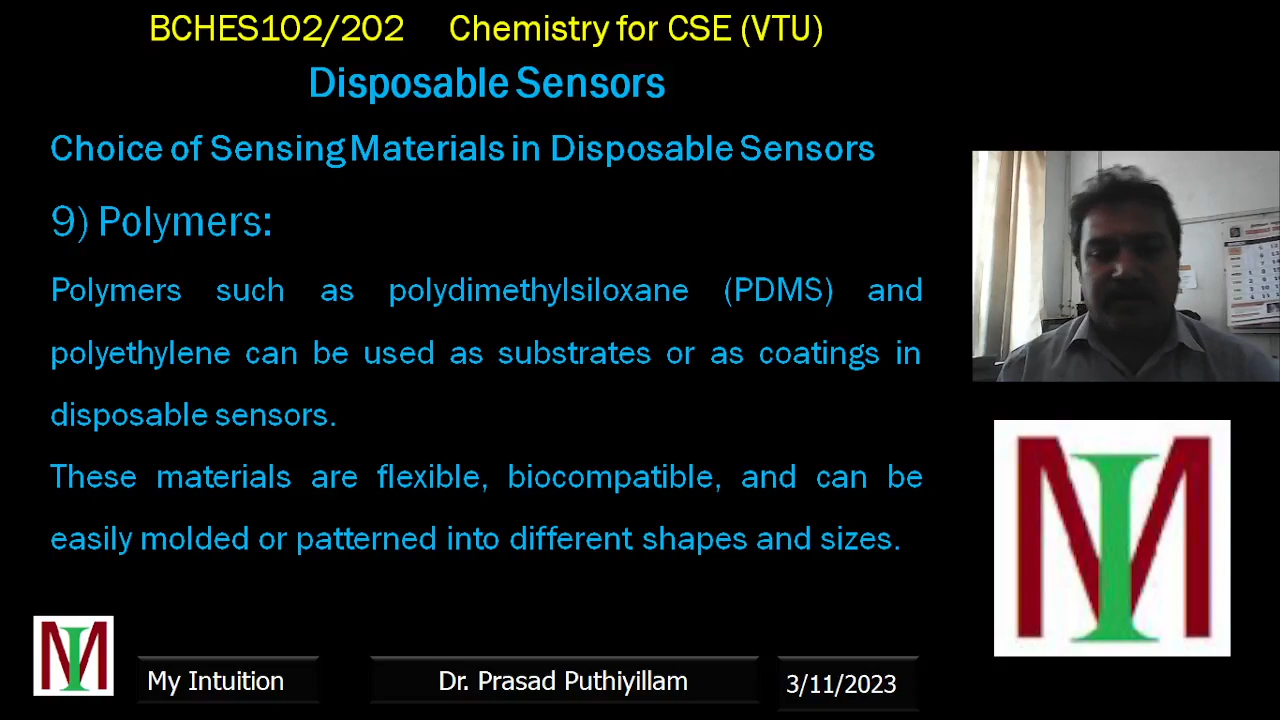 BCHES102/202 Chemistry for CSE (VTU)
Disposable Sensors
Choice of Sensing Materials in Disposable Sensors
9) Polymers:
Polymers such as polydimethylsiloxane (PDMS) and
polyethylene can be used as substrates or as coatings in
disposable sensors.
These materials are flexible, biocompatible, and can be
easily molded or patterned into different shapes and sizes.
MI
MI
My Intuition
Dr. Prasad Puthiyillam
3/11/2023